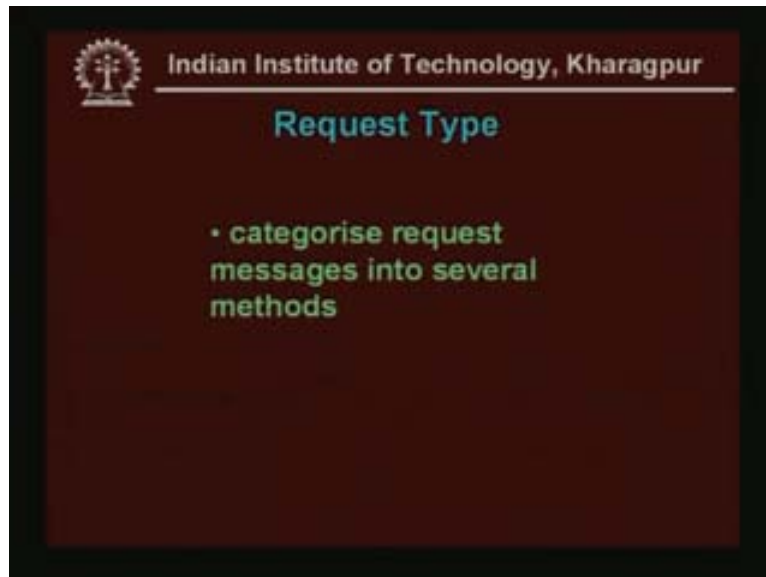 Indian Institute of Technology, Kharagpur
Request Type
• categorise request
messages into several
methods